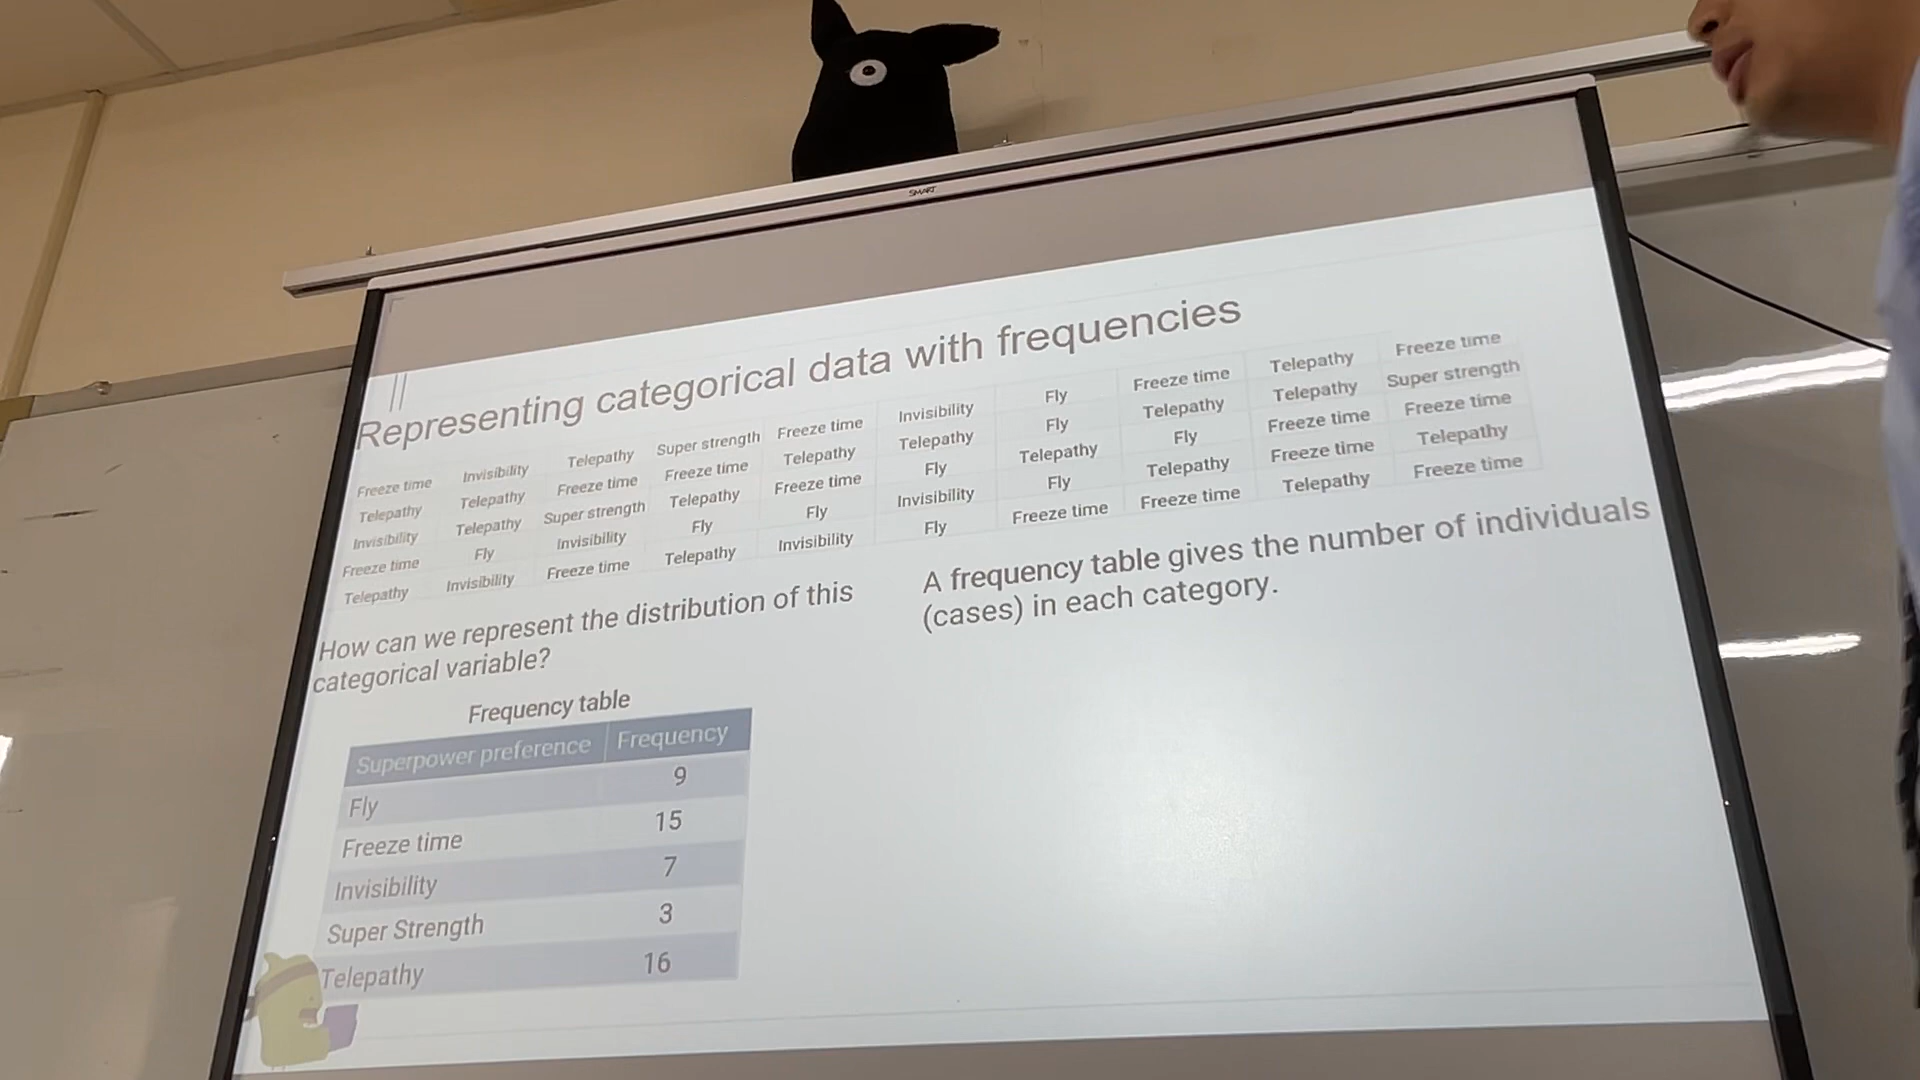 SMART
Representing categorical data with frequencies
Freeze time Invisibility Telepathy Super strength Freeze time Invisibility Fly Freeze time Telepathy Freeze time
Telepathy Telepathy Freeze time Freeze time Telepathy Telepathy Fly Telepathy Telepathy Super strength
Invisibility Telepathy Super strength Telepathy Freeze time Fly Telepathy Fly Freeze time Freeze time
Freeze time Fly Invisibility Fly Fly Invisibility Fly Telepathy Freeze time Telepathy
Telepathy Invisibility Freeze time Telepathy Invisibility Fly Freeze time Freeze time Telepathy Freeze time
How can we represent the distribution of this
categorical variable?
A frequency table gives the number of individuals
(cases) in each category.
Frequency table
Superpower preference Frequency
Fly 9
Freeze time 15
Invisibility 7
Super Strength 3
Telepathy 16